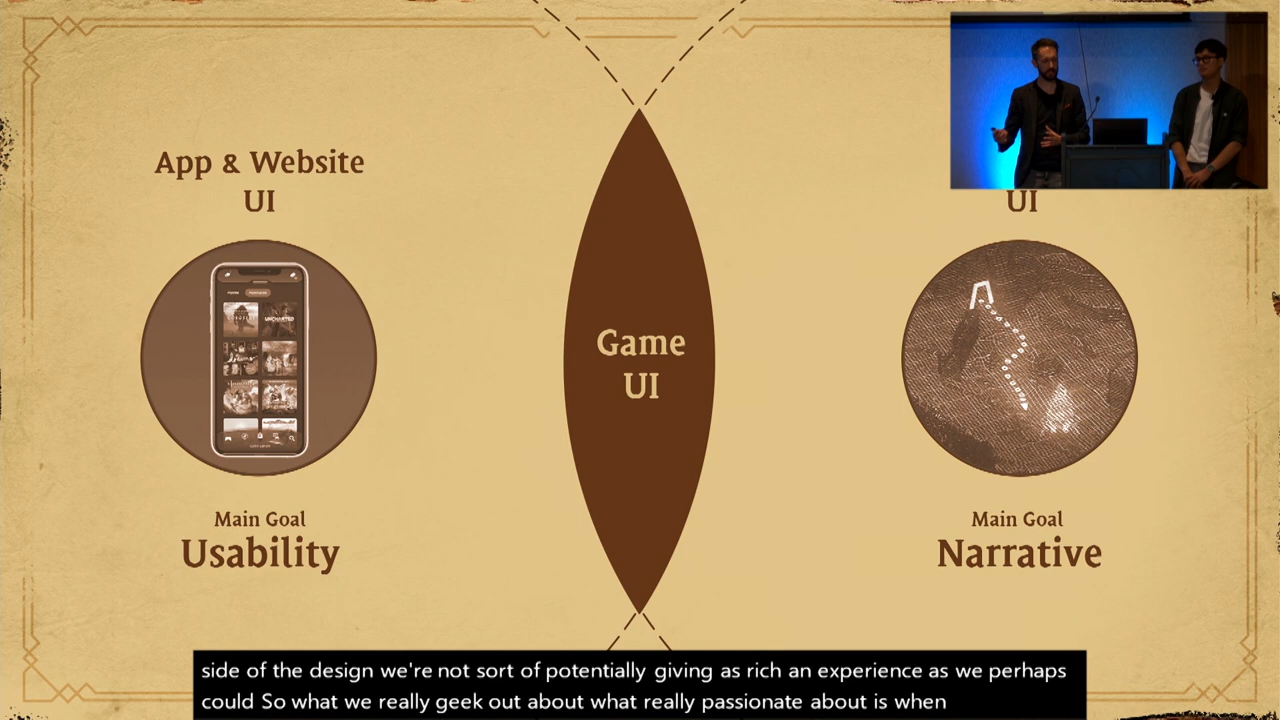 App & Website
UI
Main Goal
Usability
Game
UI
UI
Main Goal
Narrative
side of the design we're not sort of potentially giving as rich an experience as we perhaps
could So what we really geek out about what really passionate about is when